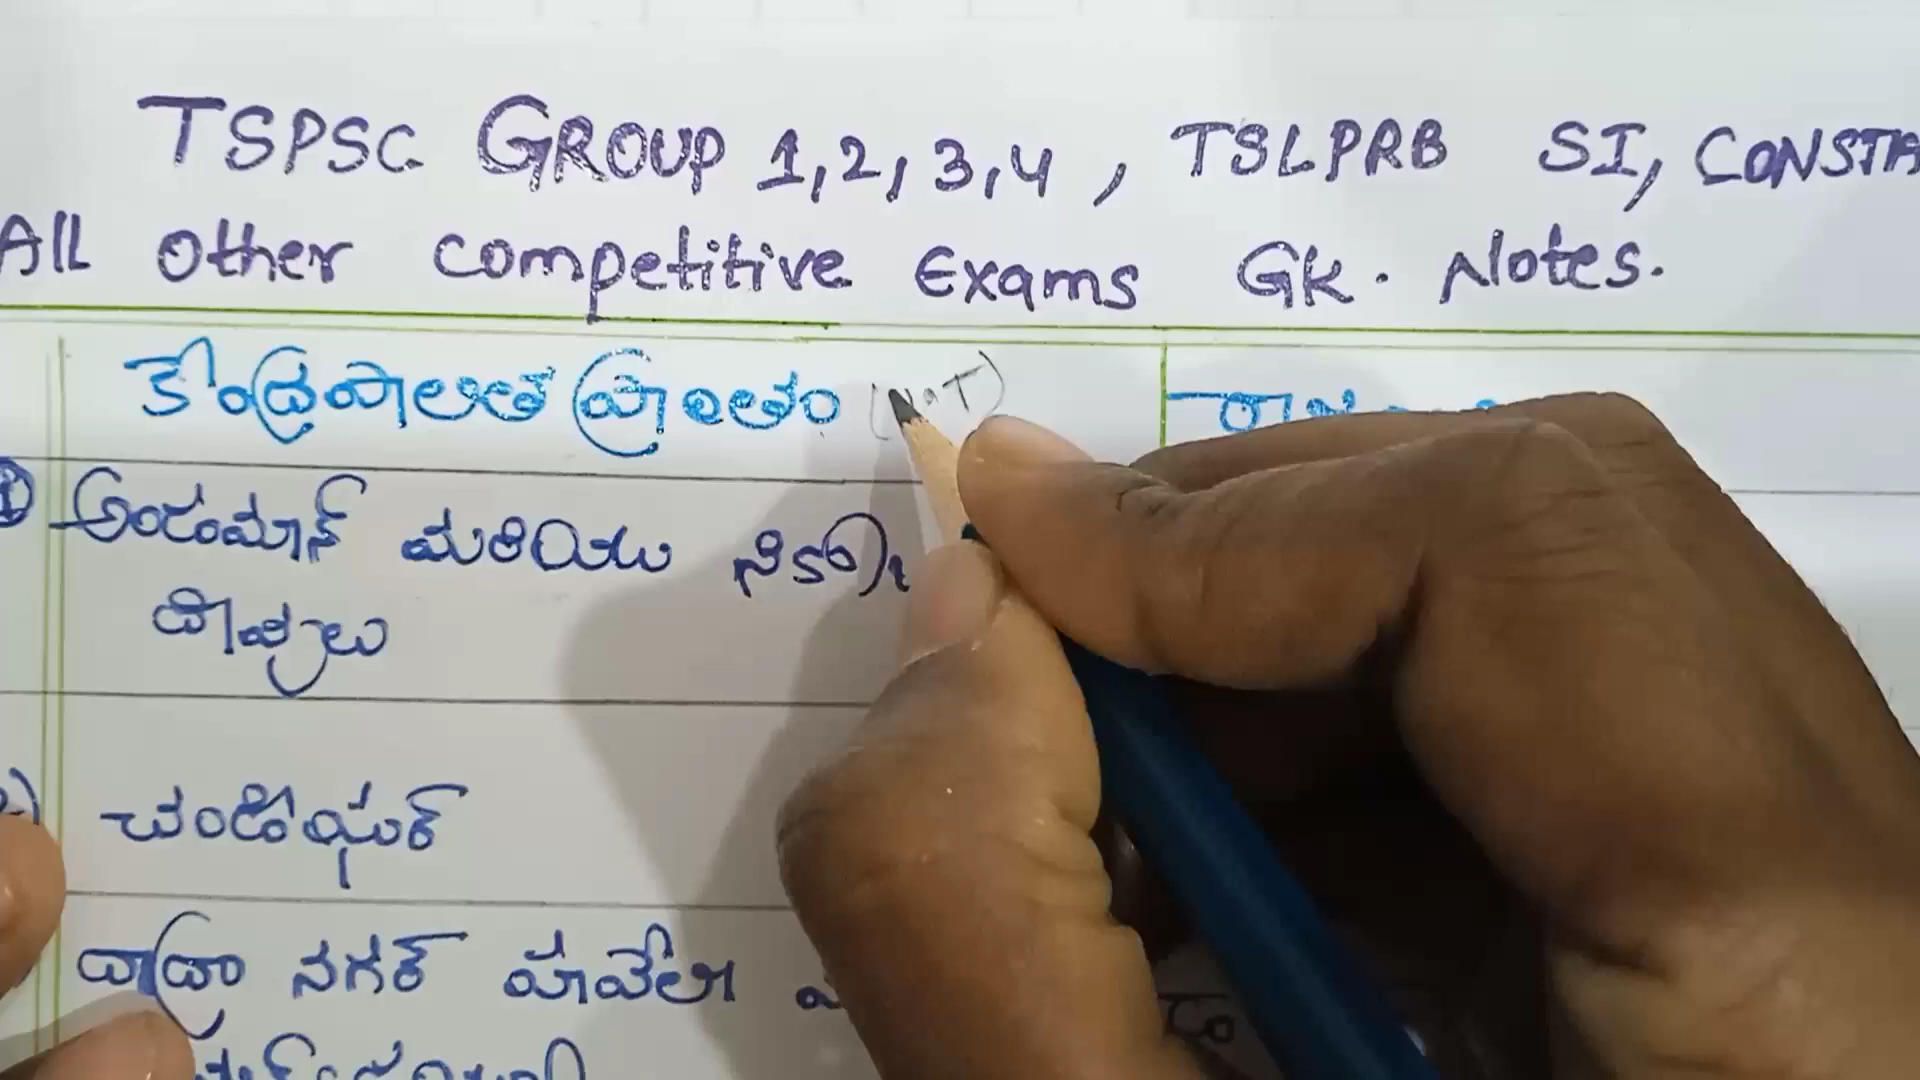 TSPSC GROUP 1,2,3,4, TSLPRB SI, CONSTA
All Other Competitive Exams Gk. Notes.
కేంద్రపాలిత ప్రాంతం
① అండమాన్ మరియు నికో
దీవులు
చండీఘర్
దాద్రా నగర్ హవేలీ